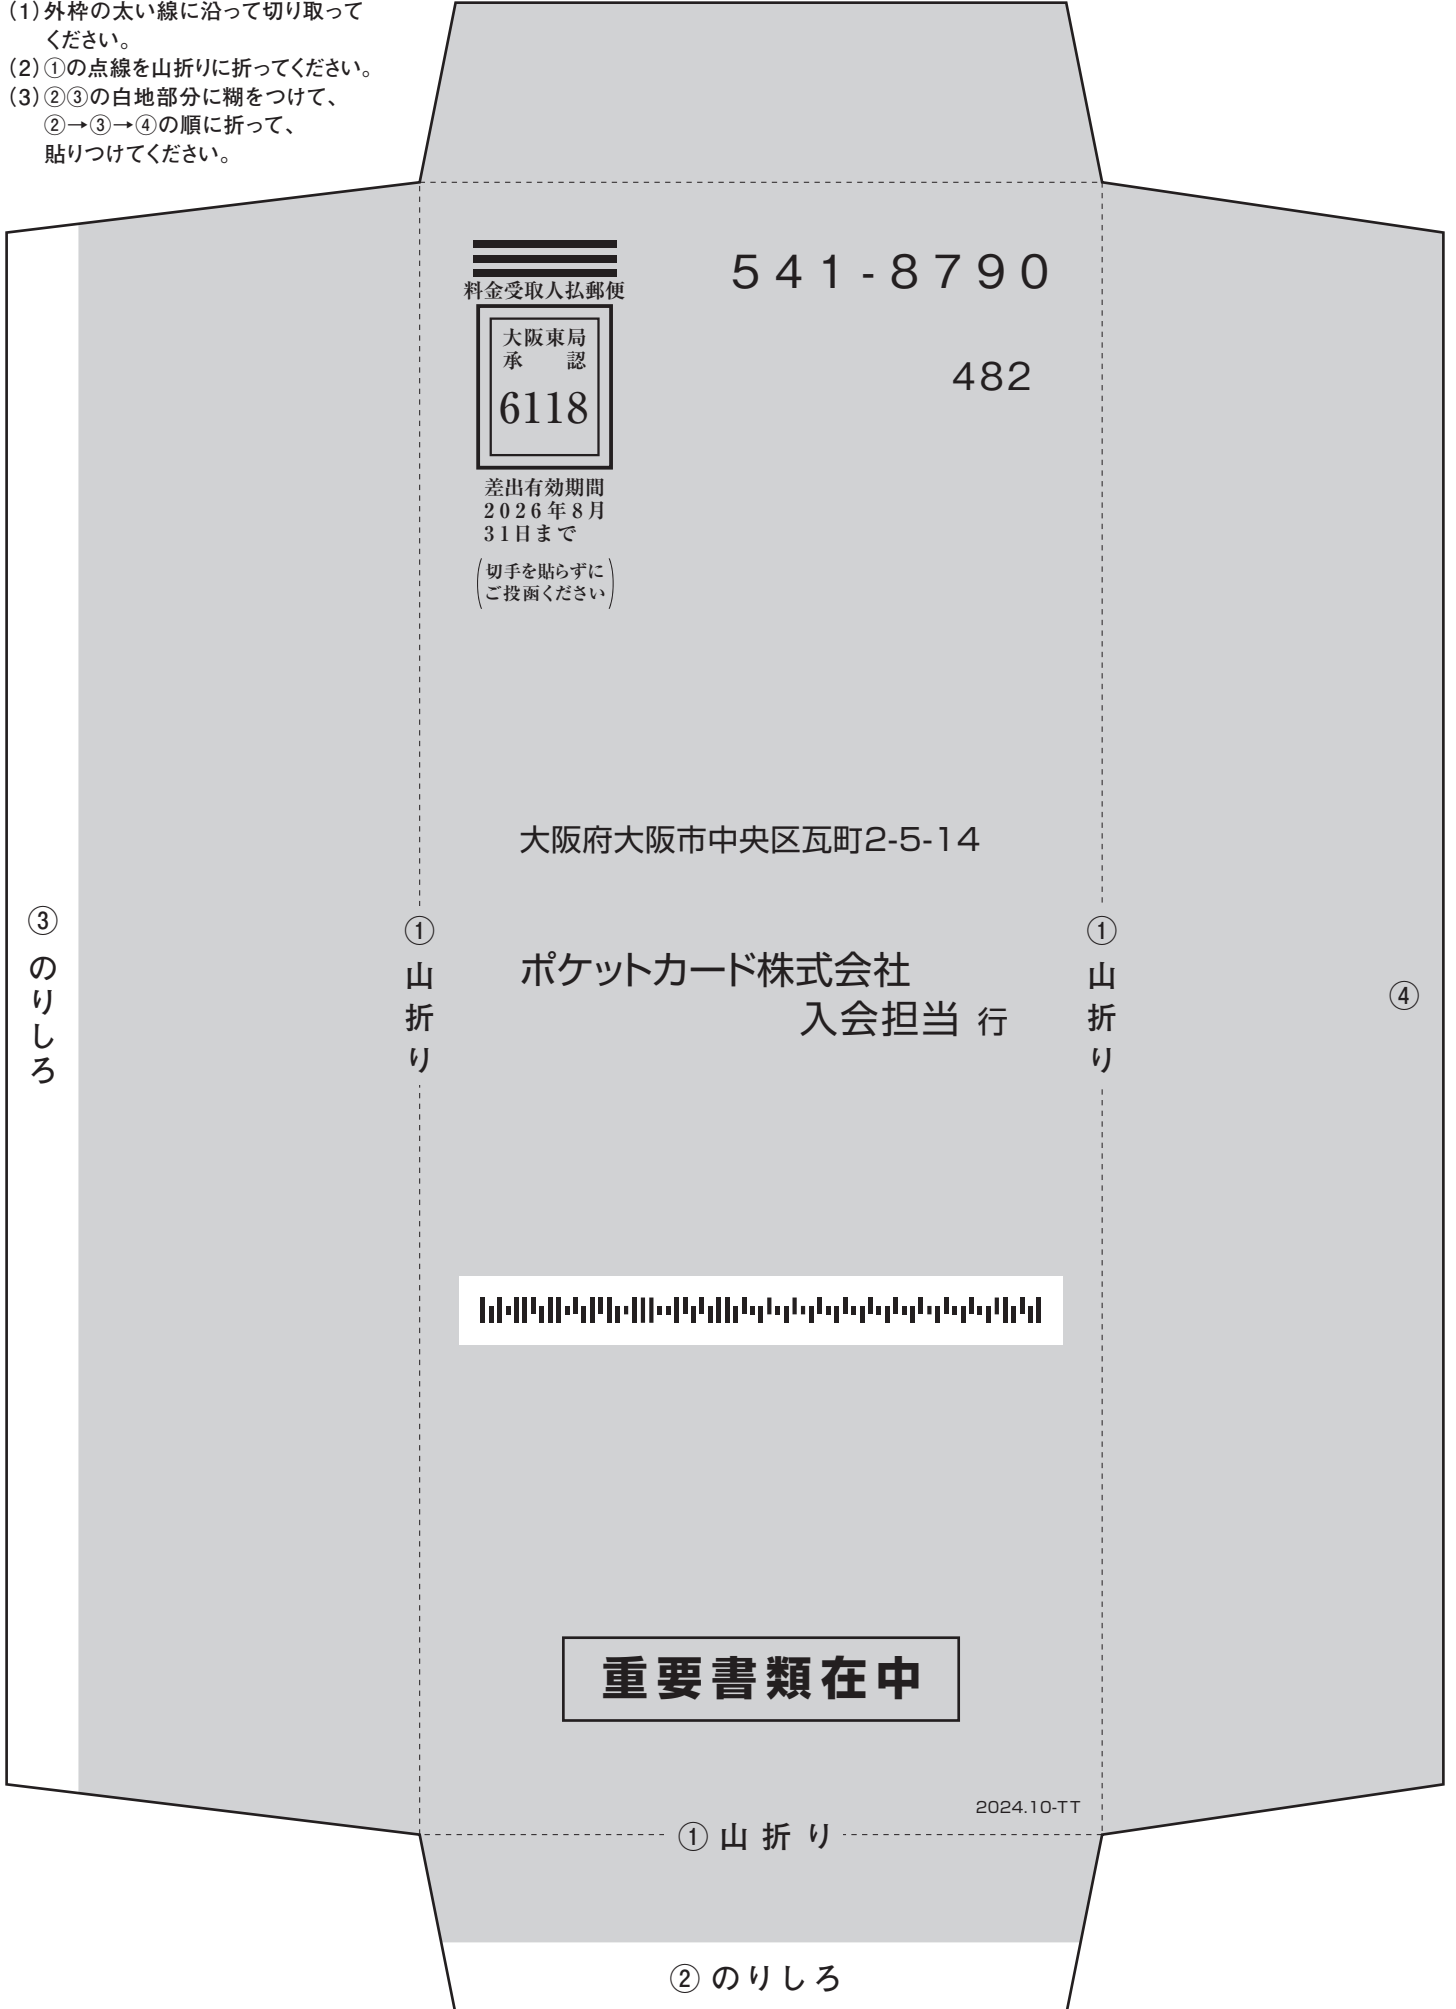 (1)外枠の太い線に沿って切り取って
ください。
(2)①の点線を山折りに折ってください。
(3)②③の白地部分に糊をつけて、
②→③→④の順に折って、
貼りつけてください。
料金受取人払郵便
大阪東局
承　認
6118
差出有効期間
2026年8月
31日まで
(切手を貼らずに
ご投函ください)
541-8790
482
大阪府大阪市中央区瓦町2-5-14
ポケットカード株式会社
入会担当 行
③のりしろ
①山折り
①山折り
④
重要書類在中
2024.10-TT
①山折り
②のりしろ